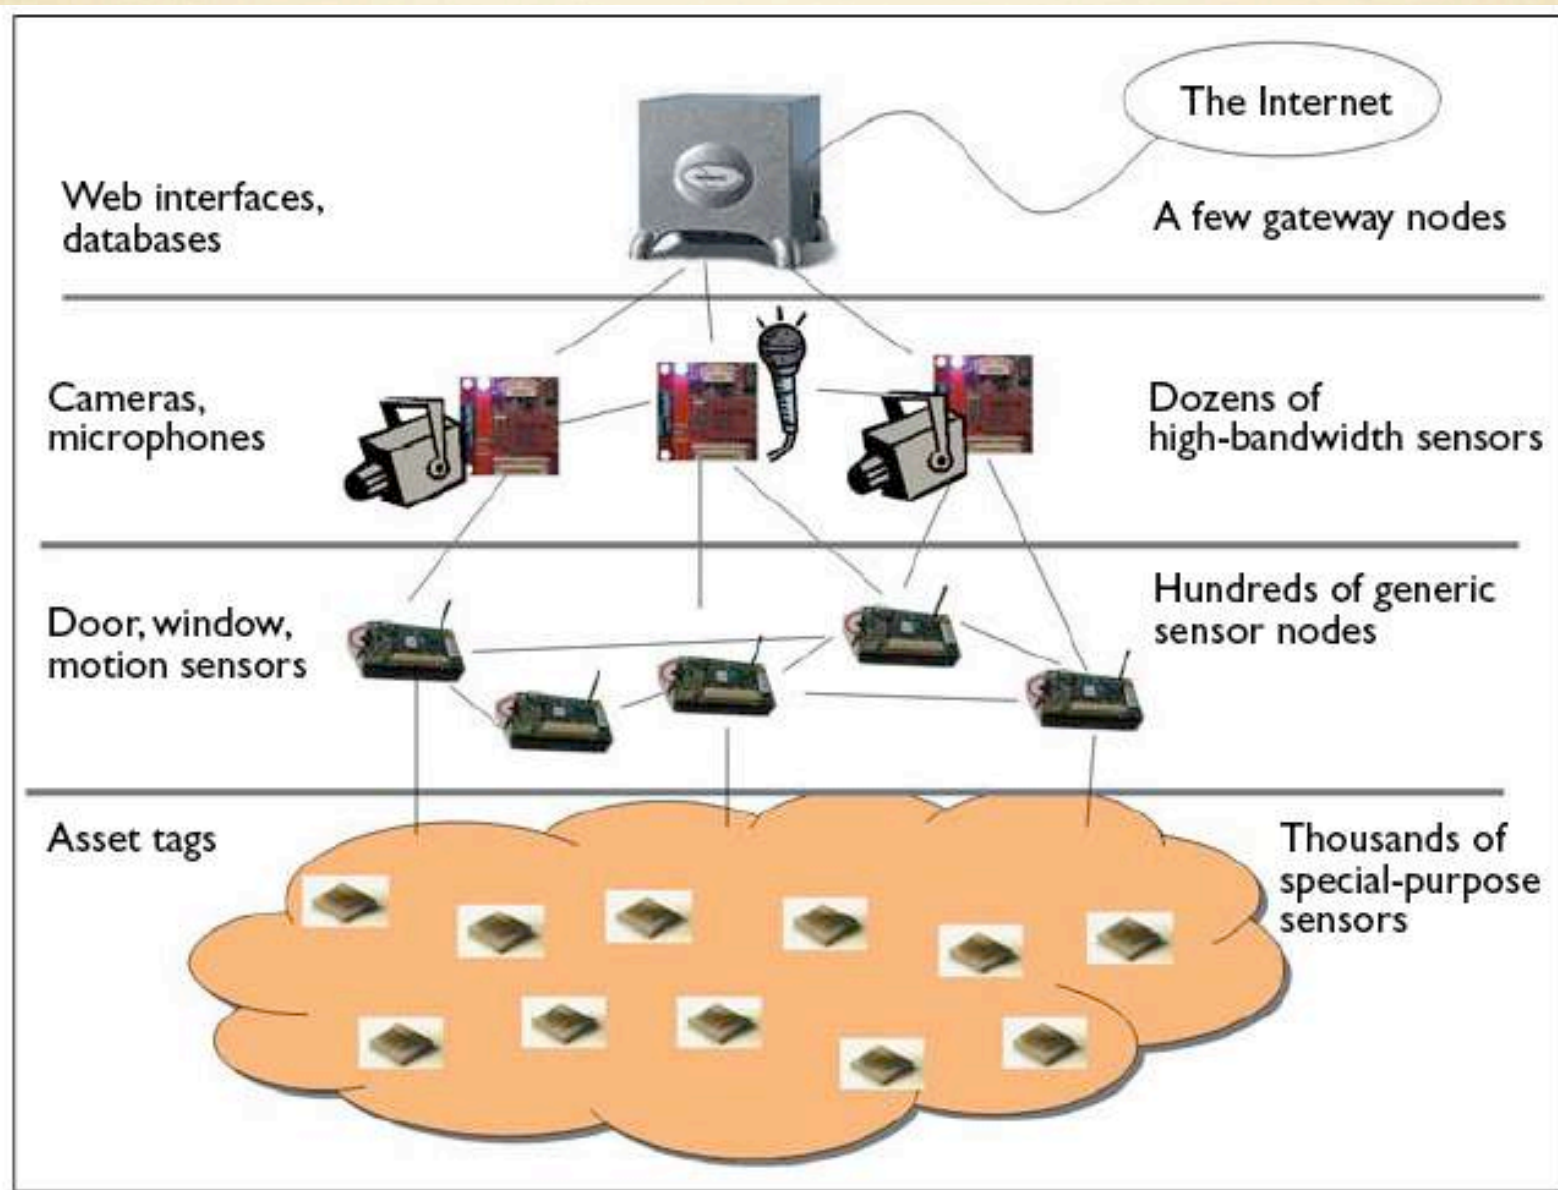 The Internet
Web interfaces,
databases
A few gateway nodes
Cameras,
microphones
Dozens of
high-bandwidth sensors
Door, window,
motion sensors
Hundreds of generic
sensor nodes
Asset tags
Thousands of
special-purpose
sensors